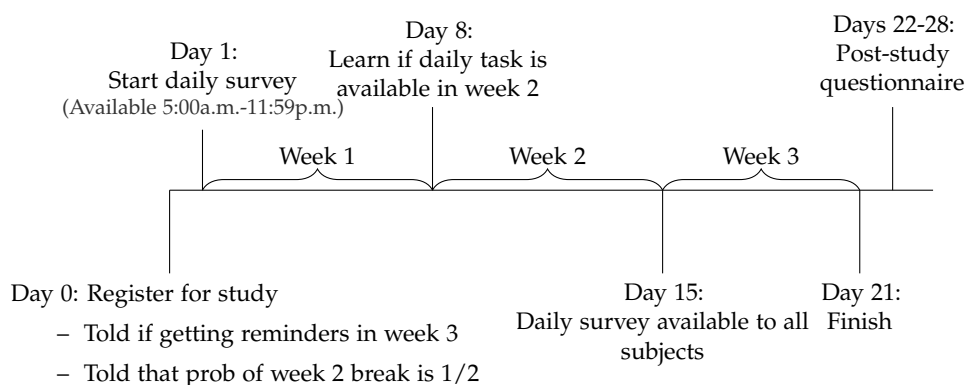 Day 1:
Start daily survey
(Available 5:00a.m.-11:59p.m.)
Day 8:
Learn if daily task is
available in week 2
Days 22-28:
Post-study
questionnaire
Week 1
Week 2
Week 3
Day 0: Register for study
– Told if getting reminders in week 3
– Told that prob of week 2 break is 1/2
Day 15:
Daily survey available to all
subjects
Day 21:
Finish